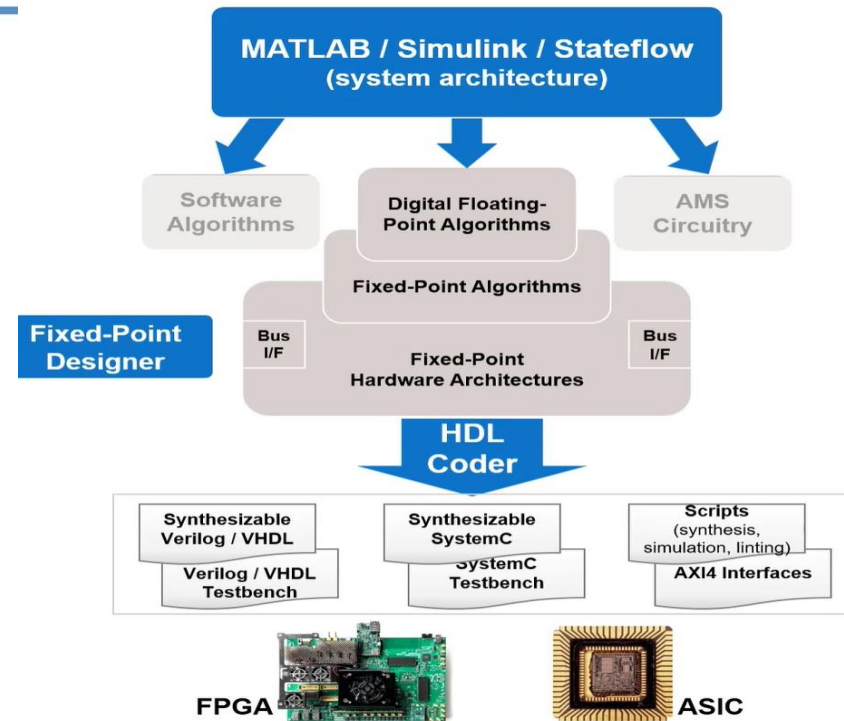 MATLAB / Simulink / Stateflow
(system architecture)
Software
Algorithms
Digital Floating-
Point Algorithms
AMS
Circuitry
Fixed-Point Algorithms
Fixed-Point
Designer
Bus
I/F
Fixed-Point
Hardware Architectures
Bus
I/F
HDL
Coder
Synthesizable
Verilog / VHDL
Verilog / VHDL
Testbench
Synthesizable
SystemC
SystemC
Testbench
Scripts
(synthesis,
simulation, linting)
AXI4 Interfaces
FPGA
ASIC